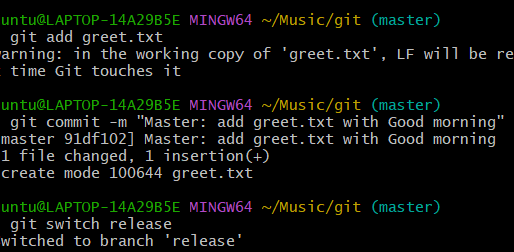 untu@LAPTOP-14A29B5E MINGW64 ~/Music/git (master)
git add greet.txt
arning: in the working copy of 'greet.txt', LF will be re
time Git touches it
untu@LAPTOP-14A29B5E MINGW64 ~/Music/git (master)
git commit -m "Master: add greet.txt with Good morning"
master 91df102] Master: add greet.txt with Good morning
1 file changed, 1 insertion(+)
create mode 100644 greet.txt
untu@LAPTOP-14A29B5E MINGW64 ~/Music/git (master)
git switch release
witched to branch 'release'